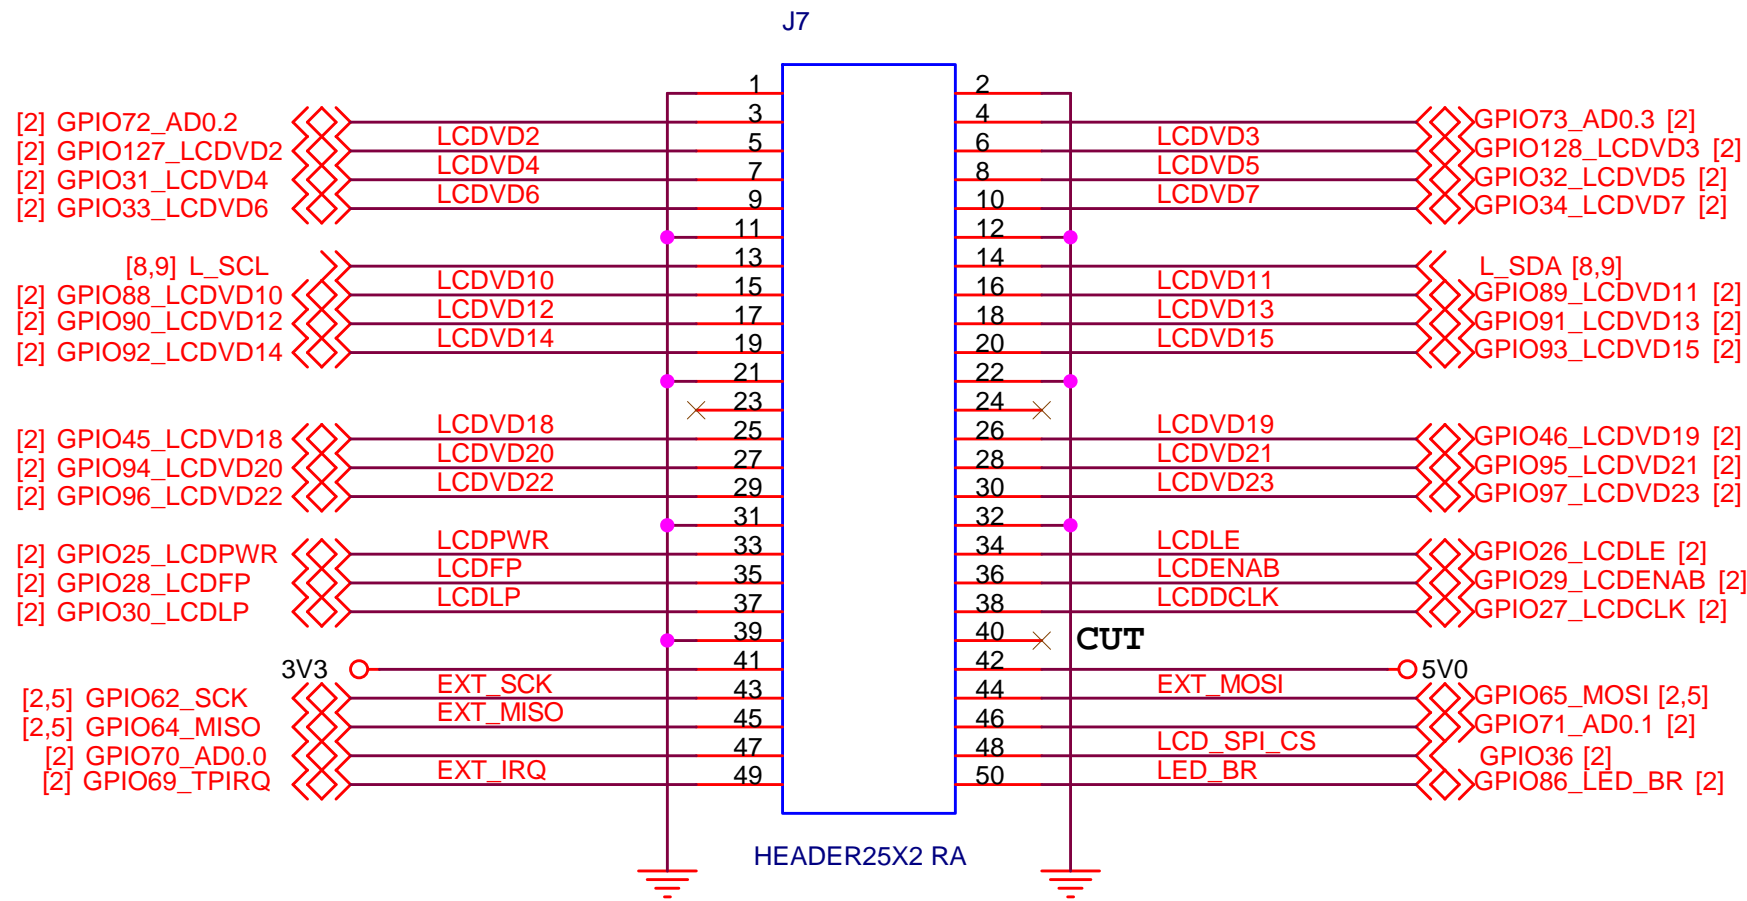 J7
1 2
[2] GPIO72_AD0.2 3 4 GPIO73_AD0.3 [2]
[2] GPIO127_LCDVD2 LCDVD2 5 6 LCDVD3 GPIO128_LCDVD3 [2]
[2] GPIO31_LCDVD4 LCDVD4 7 8 LCDVD5 GPIO32_LCDVD5 [2]
[2] GPIO33_LCDVD6 LCDVD6 9 10 LCDVD7 GPIO34_LCDVD7 [2]
11 12
[8,9] L_SCL 13 14 L_SDA [8,9]
[2] GPIO88_LCDVD10 LCDVD10 15 16 LCDVD11 GPIO89_LCDVD11 [2]
[2] GPIO90_LCDVD12 LCDVD12 17 18 LCDVD13 GPIO91_LCDVD13 [2]
[2] GPIO92_LCDVD14 LCDVD14 19 20 LCDVD15 GPIO93_LCDVD15 [2]
21 22
23 24
[2] GPIO45_LCDVD18 LCDVD18 25 26 LCDVD19 GPIO46_LCDVD19 [2]
[2] GPIO94_LCDVD20 LCDVD20 27 28 LCDVD21 GPIO95_LCDVD21 [2]
[2] GPIO96_LCDVD22 LCDVD22 29 30 LCDVD23 GPIO97_LCDVD23 [2]
31 32
[2] GPIO25_LCDPWR LCDPWR 33 34 LCDLE GPIO26_LCDLE [2]
[2] GPIO28_LCDFP LCDFP 35 36 LCDENAB GPIO29_LCDENAB [2]
[2] GPIO30_LCDLP LCDLP 37 38 LCDDCLK GPIO27_LCDCLK [2]
39 40 CUT
3V3 41 42 5V0
[2,5] GPIO62_SCK EXT_SCK 43 44 EXT_MOSI GPIO65_MOSI [2,5]
[2,5] GPIO64_MISO EXT_MISO 45 46 GPIO71_AD0.1 [2]
[2] GPIO70_AD0.0 47 48 LCD_SPI_CS GPIO36 [2]
[2] GPIO69_TPIRQ EXT_IRQ 49 50 LED_BR GPIO86_LED_BR [2]
HEADER25X2 RA